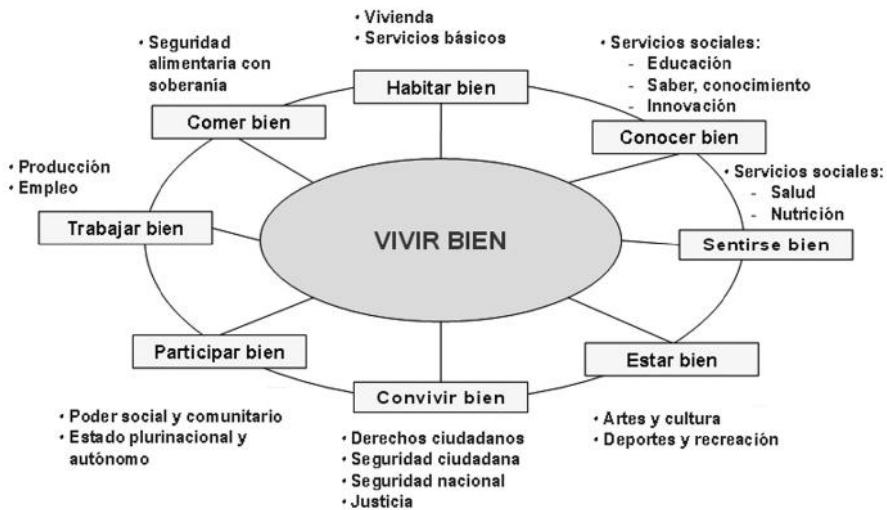 • Vivienda
• Servicios básicos
Habitar bien
• Servicios sociales:
- Educación
- Saber, conocimiento
- Innovación
Conocer bien
• Servicios sociales:
- Salud
- Nutrición
Sentirse bien
Estar bien
• Artes y cultura
• Deportes y recreación
Convivir bien
• Derechos ciudadanos
• Seguridad ciudadana
• Seguridad nacional
• Justicia
Participar bien
• Poder social y comunitario
• Estado plurinacional y
autónomo
• Producción
• Empleo
Trabajar bien
• Seguridad
alimentaria con
soberanía
Comer bien
VIVIR BIEN